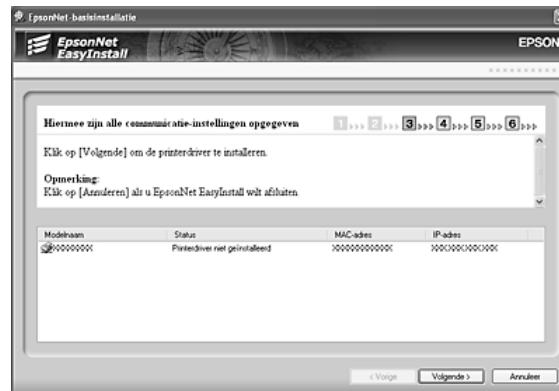 EpsonNet-basisinstallatie
EpsonNet
EasyInstall
EPSON
Hiermee zijn alle communicatie-instellingen opgegeven
1 2 3 4 5 6
Klik op [Volgende] om de printerdriver te installeren.
Opmerking:
Klik op [Annuleren] als u EpsonNet EasyInstall wilt afsluiten
Modelnaam Status MAC-adres IP-adres
XXXXXXX Printerdriver niet geïnstalleerd XXXXXXXXXXXX XXX.XXX.XXX.XXX
< Vorige Volgende > Annuleer